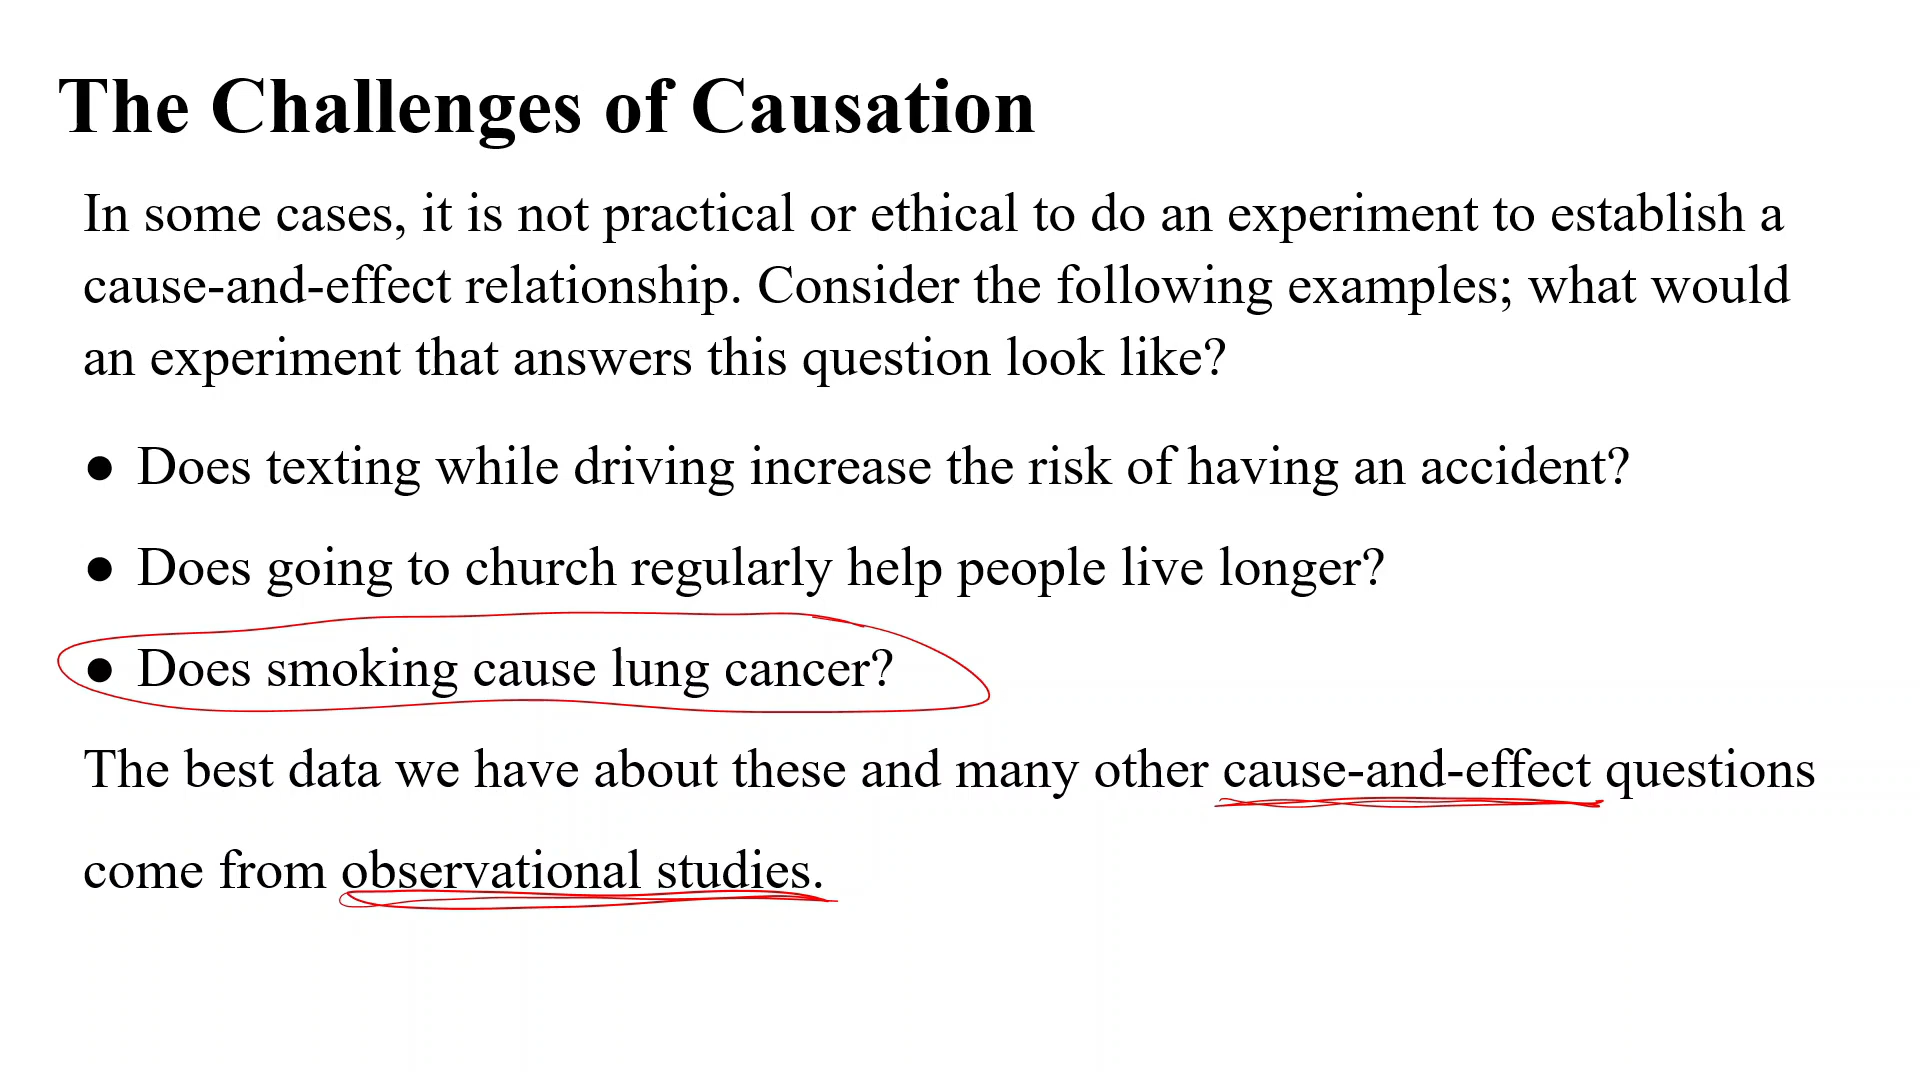 The Challenges of Causation
In some cases, it is not practical or ethical to do an experiment to establish a
cause-and-effect relationship. Consider the following examples; what would
an experiment that answers this question look like?
● Does texting while driving increase the risk of having an accident?
● Does going to church regularly help people live longer?
● Does smoking cause lung cancer?
The best data we have about these and many other cause-and-effect questions
come from observational studies.